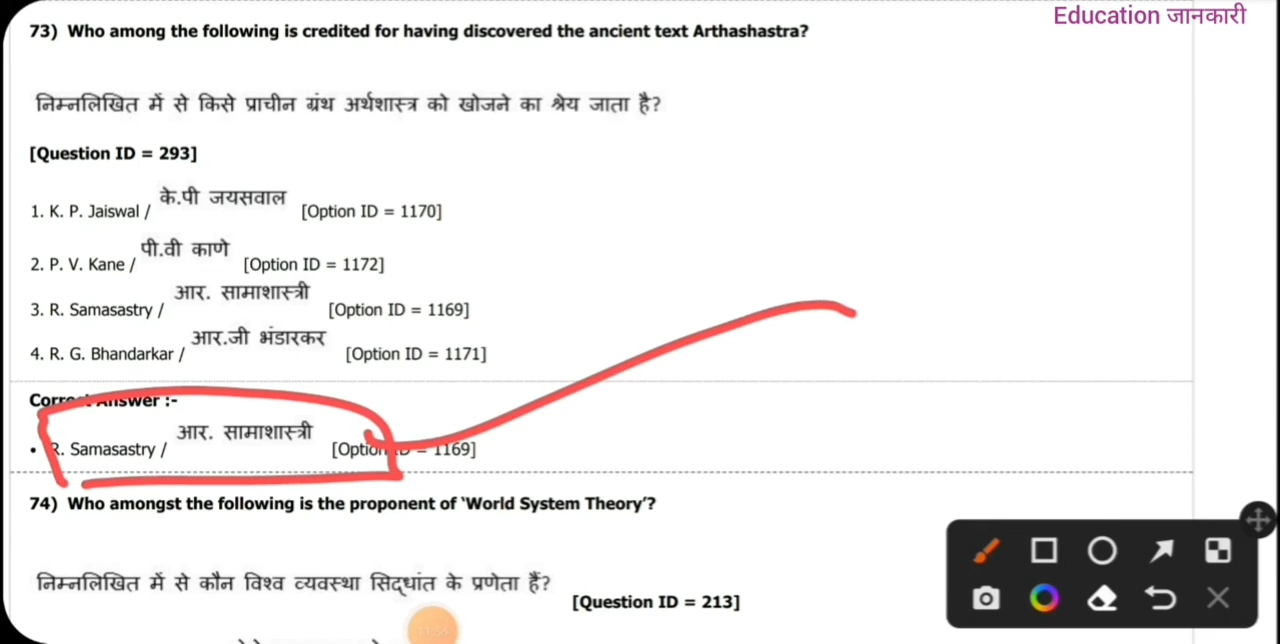 Education जानकारी
73) Who among the following is credited for having discovered the ancient text Arthashastra?
निम्नलिखित में से किसे प्राचीन ग्रंथ अर्थशास्त्र को खोजने का श्रेय जाता है?
[Question ID = 293]
1. K. P. Jaiswal / के.पी जयसवाल [Option ID = 1170]
2. P. V. Kane / पी.वी काणे [Option ID = 1172]
3. R. Samasastry / आर. सामाशास्त्री [Option ID = 1169]
4. R. G. Bhandarkar / आर.जी भंडारकर [Option ID = 1171]
Correct Answer :-
• R. Samasastry / आर. सामाशास्त्री [Option ID = 1169]
74) Who amongst the following is the proponent of 'World System Theory'?
निम्नलिखित में से कौन विश्व व्यवस्था सिद्धांत के प्रणेता हैं?
[Question ID = 213]